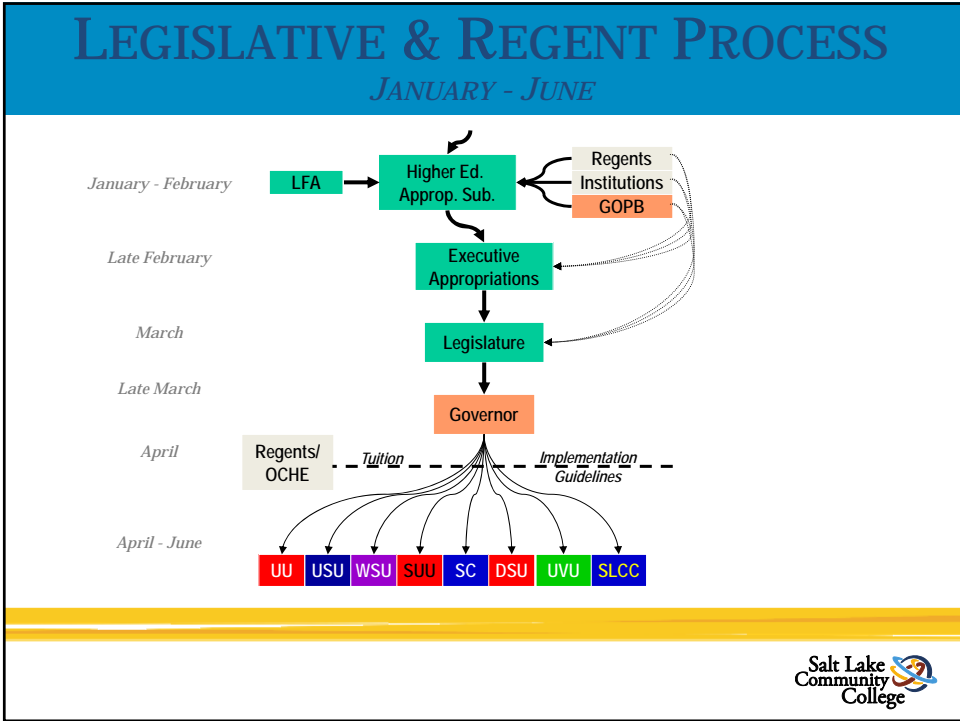 LEGISLATIVE & REGENT PROCESS
JANUARY - JUNE
January - February
LFA
Higher Ed.
Approp. Sub.
Regents
Institutions
GOPB
Late February
Executive
Appropriations
March
Legislature
Late March
Governor
April
Regents/
OCHE
Tuition
Implementation
Guidelines
April - June
UU USU WSU SUU SC DSU UVU SLCC
Salt Lake
Community
College